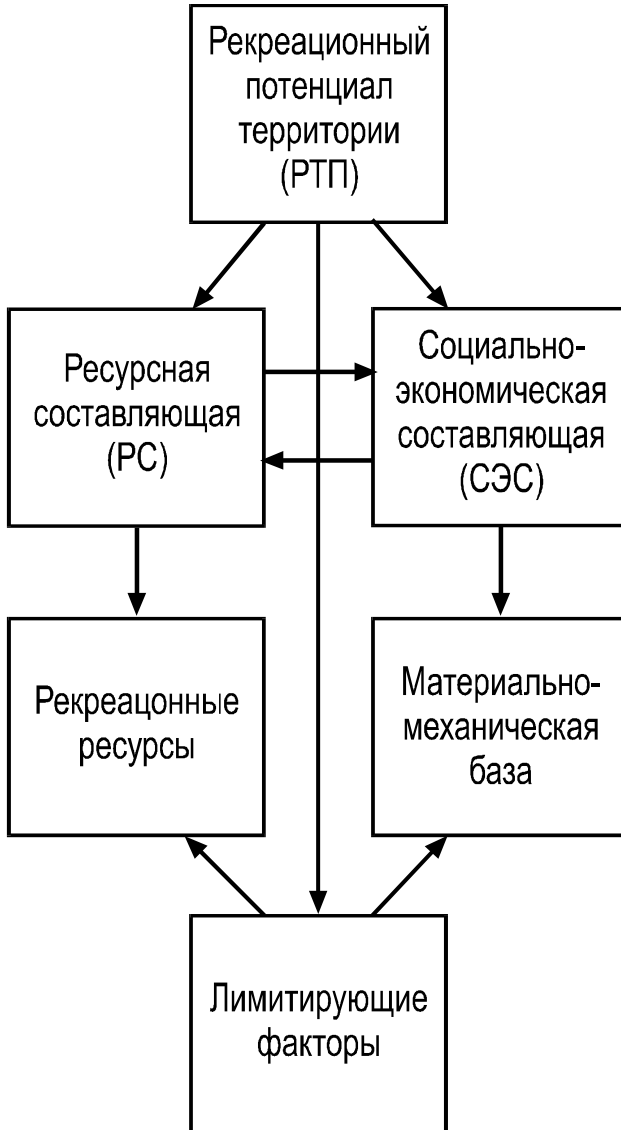 Рекреационный
потенциал
территории
(РТП)
Ресурсная
составляющая
(РС)
Социально-
экономическая
составляющая
(СЭС)
Рекреацонные
ресурсы
Материально-
механическая
база
Лимитирующие
факторы